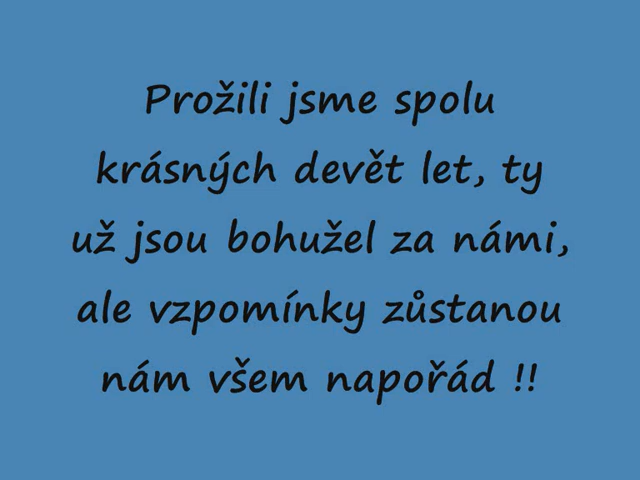 Prožili jsme spolu
krásných devět let, ty
už jsou bohužel za námi,
ale vzpomínky zůstanou
nám všem napořád !!